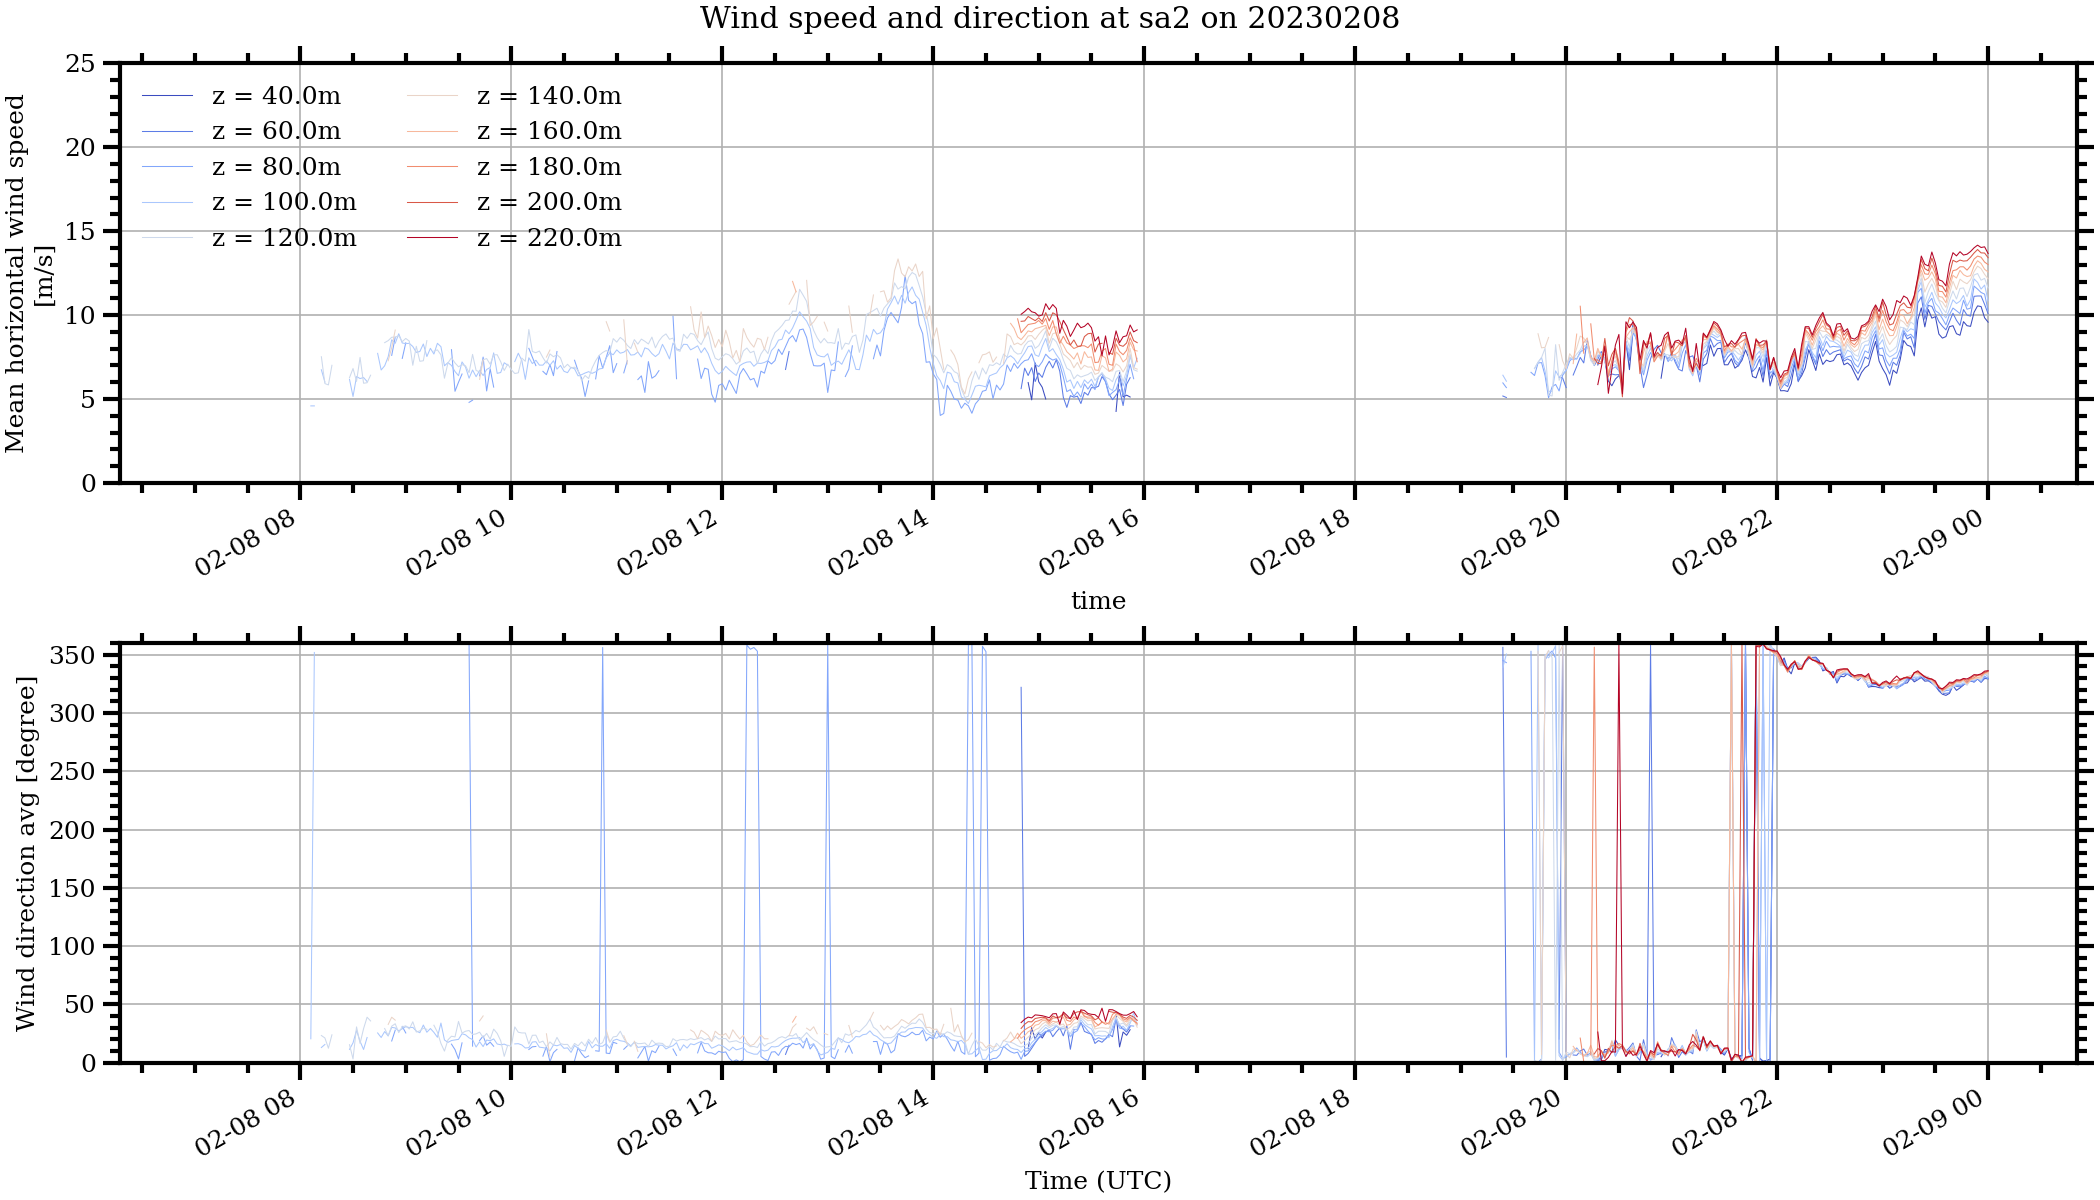 Wind speed and direction at sa2 on 20230208
Mean horizontal wind speed
[m/s]
25
20
15
10
5
0
z = 40.0m
z = 60.0m
z = 80.0m
z = 100.0m
z = 120.0m
z = 140.0m
z = 160.0m
z = 180.0m
z = 200.0m
z = 220.0m
02-08 08
02-08 10
02-08 12
02-08 14
02-08 16
02-08 18
02-08 20
02-08 22
02-09 00
time
Wind direction avg [degree]
350
300
250
200
150
100
50
0
02-08 08
02-08 10
02-08 12
02-08 14
02-08 16
02-08 18
02-08 20
02-08 22
02-09 00
Time (UTC)